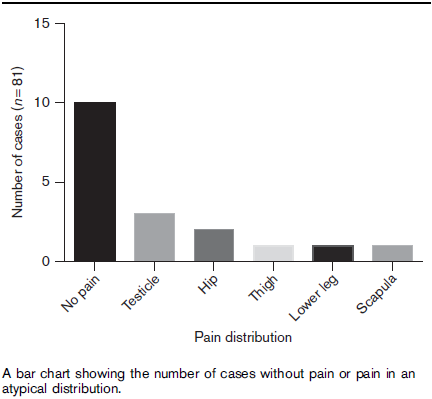 15
10
5
0
Number of cases (n= 81)
No pain
Testicle
Hip
Thigh
Lower leg
Scapula
Pain distribution
A bar chart showing the number of cases without pain or pain in an
atypical distribution.